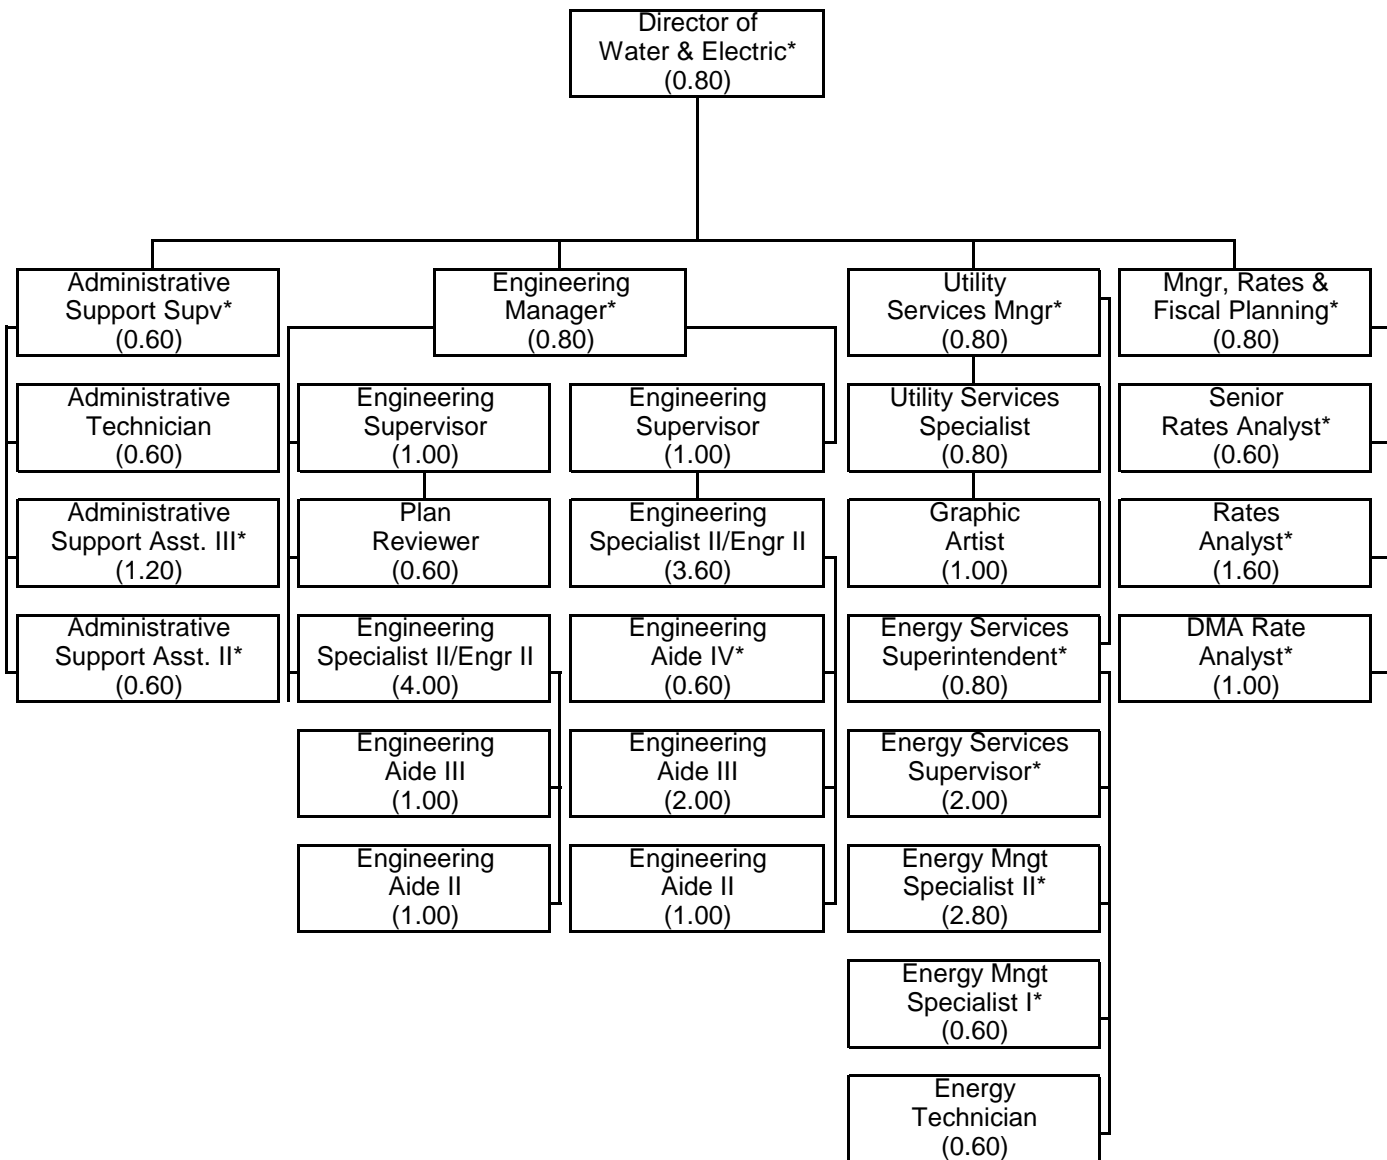 Director of
Water & Electric*
(0.80)
Administrative
Support Supv*
(0.60)
Engineering
Manager*
(0.80)
Utility
Services Mngr*
(0.80)
Mngr, Rates &
Fiscal Planning*
(0.80)
Administrative
Technician
(0.60)
Engineering
Supervisor
(1.00)
Engineering
Supervisor
(1.00)
Utility Services
Specialist
(0.80)
Senior
Rates Analyst*
(0.60)
Administrative
Support Asst. III*
(1.20)
Plan
Reviewer
(0.60)
Engineering
Specialist II/Engr II
(3.60)
Graphic
Artist
(1.00)
Rates
Analyst*
(1.60)
Administrative
Support Asst. II*
(0.60)
Engineering
Specialist II/Engr II
(4.00)
Engineering
Aide IV*
(0.60)
Energy Services
Superintendent*
(0.80)
DMA Rate
Analyst*
(1.00)
Engineering
Aide III
(1.00)
Engineering
Aide III
(2.00)
Energy Services
Supervisor*
(2.00)
Engineering
Aide II
(1.00)
Engineering
Aide II
(1.00)
Energy Mngt
Specialist II*
(2.80)
Energy Mngt
Specialist I*
(0.60)
Energy
Technician
(0.60)